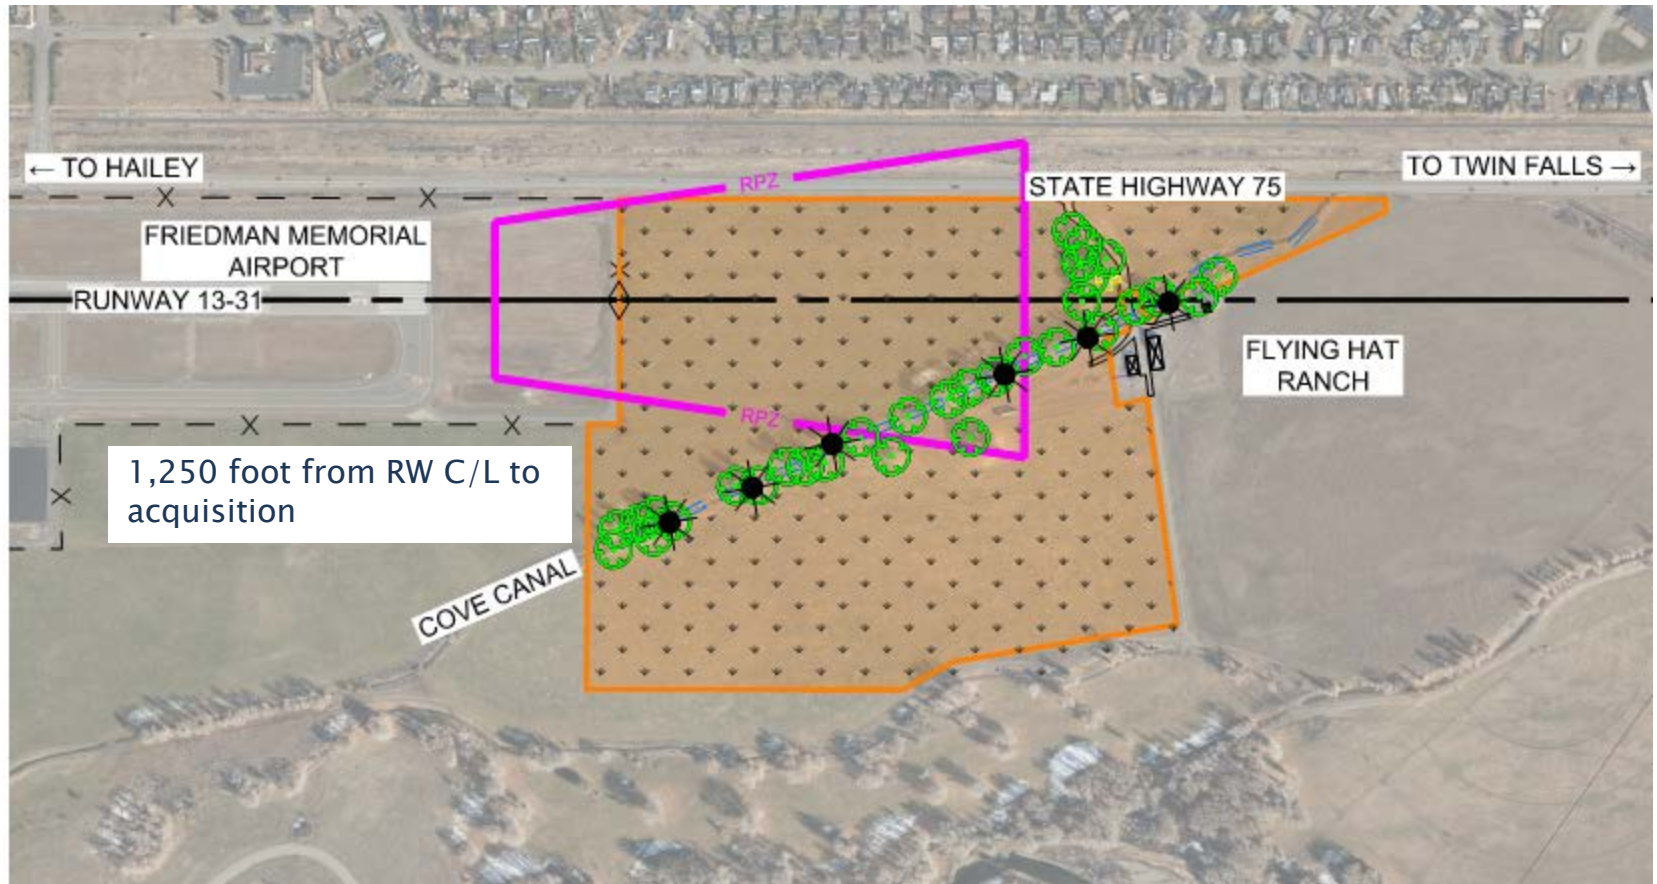 ← TO HAILEY
TO TWIN FALLS →
RPZ
STATE HIGHWAY 75
FRIEDMAN MEMORIAL
AIRPORT
RUNWAY 13-31
FLYING HAT
RANCH
RPZ
1,250 foot from RW C/L to
acquisition
COVE CANAL